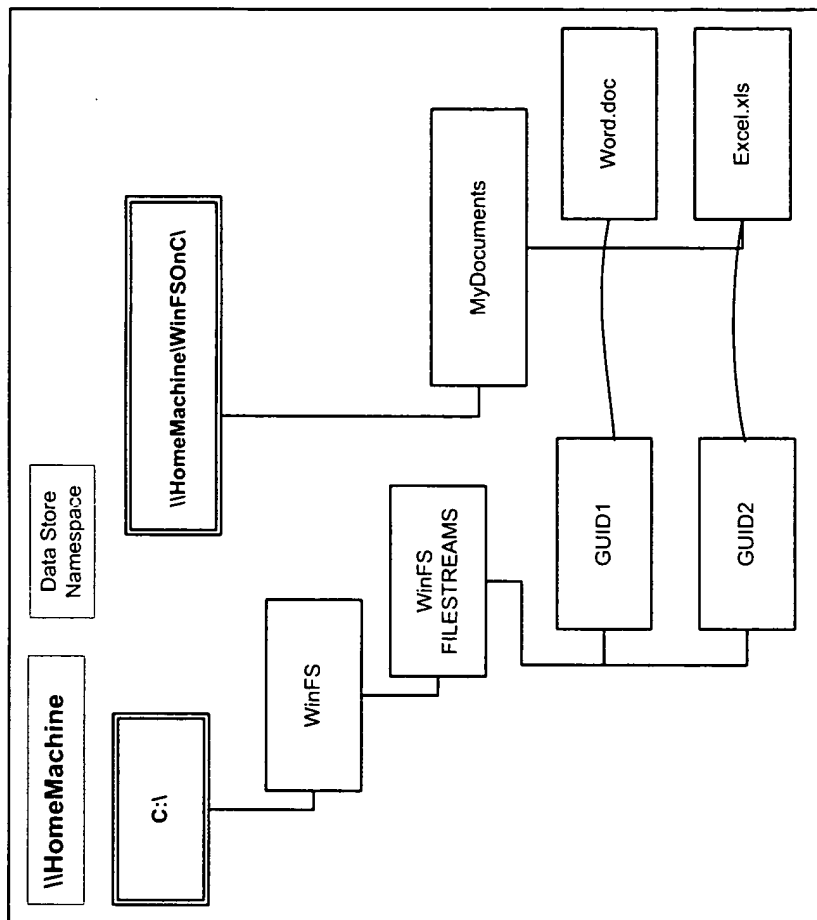 \\HomeMachine
Data Store
Namespace
C:\
\\HomeMachine\WinFSOnC\
WinFS
WinFS
FILESTREAMS
MyDocuments
GUID1
Word.doc
GUID2
Excel.xls